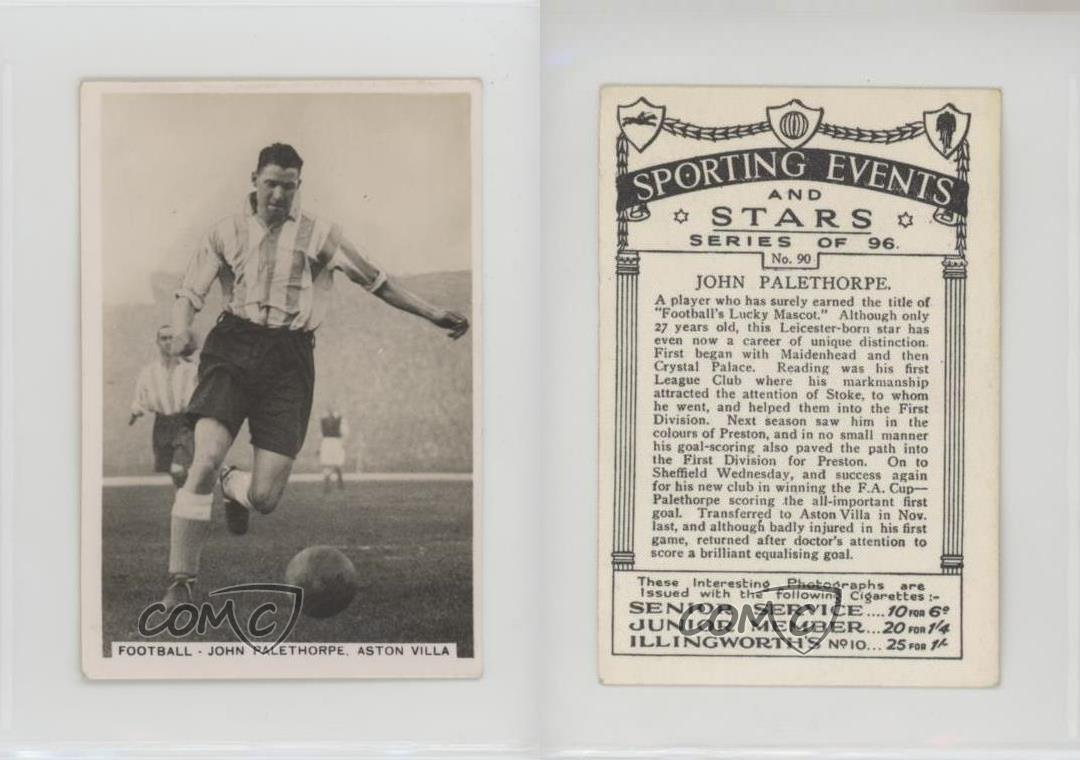 FOOTBALL - JOHN PALETHORPE, ASTON VILLA
COMC
SPORTING EVENTS
AND
STARS
SERIES OF 96.
No. 90
JOHN PALETHORPE.
A player who has surely earned the title of
"Football's Lucky Mascot." Although only
27 years old, this Leicester-born star has
even now a career of unique distinction.
First began with Maidenhead and then
Crystal Palace. Reading was his first
League Club where his markmanship
attracted the attention of Stoke, to whom
he went, and helped them into the First
Division. Next season saw him in the
colours of Preston, and in no small manner
his goal-scoring also paved the path into
the First Division for Preston. On to
Sheffield Wednesday, and success again
for his new club in winning the F.A. Cup—
Palethorpe scoring the all-important first
goal. Transferred to Aston Villa in Nov.
last, and although badly injured in his first
game, returned after doctor's attention to
score a brilliant equalising goal.
These Interesting Photographs are
Issued with the following Cigarettes:-
SENIOR SERVICE.... 10 FOR 6ᴰ
JUNIOR MEMBER... 20 FOR 1/4
ILLINGWORTH'S Nº 10... 25 FOR 1/-
COMC